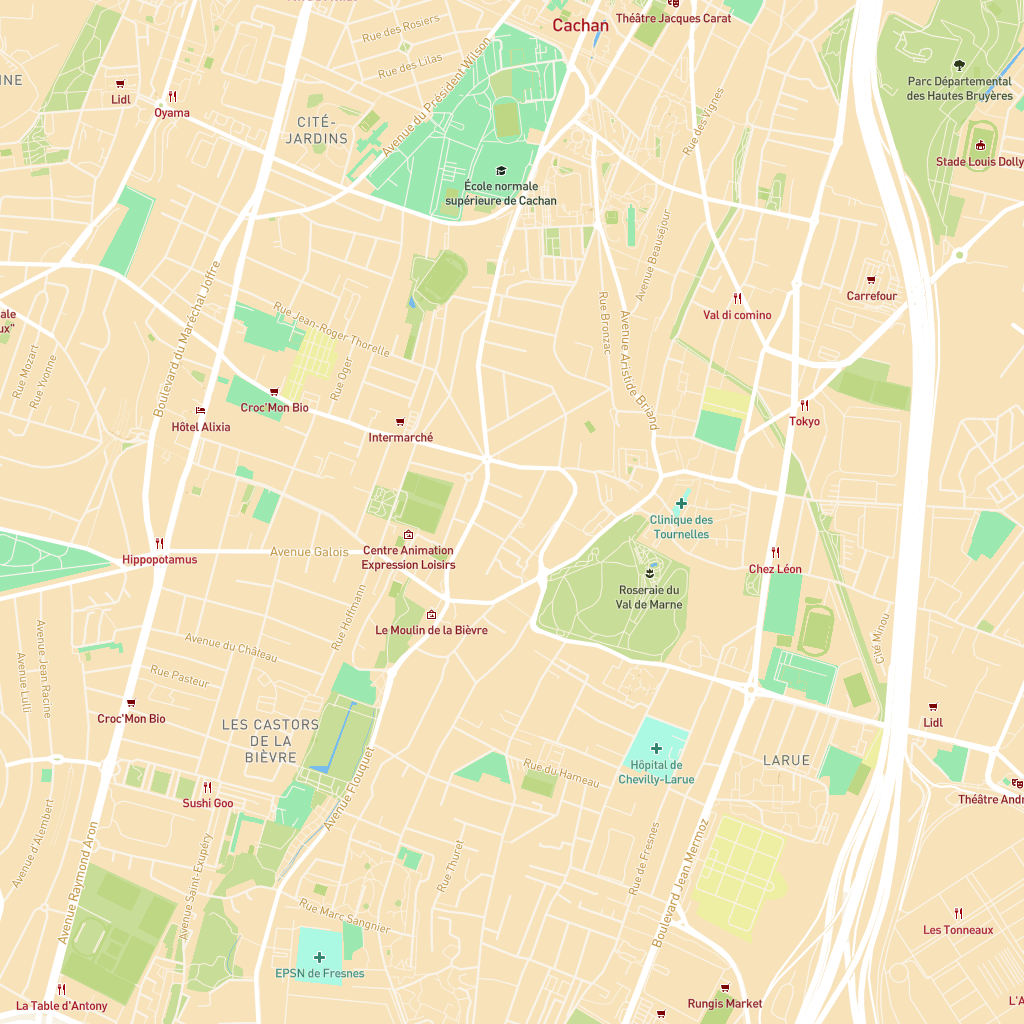 Rue des Rosiers
Cachan
Théâtre Jacques Carat
Avenue du Président Wilson
Rue des Lilas
Parc Départemental
des Hautes Bruyères
Lidl
Oyama
CITÉ-
JARDINS
Rue des Vignes
Stade Louis Dolly
École normale
supérieure de Cachan
Avenue Beauséjour
Boulevard du Maréchal Joffre
Carrefour
Val di comino
Rue Jean-Roger Thorelle
Rue Bronzac
Avenue Aristide Briand
Rue Mozart
Rue Yvonne
Rue Oger
Croc'Mon Bio
Hôtel Alixia
Intermarché
Tokyo
Clinique des
Tournelles
Avenue Galois
Centre Animation
Expression Loisirs
Hippopotamus
Chez Léon
Roseraie du
Val de Marne
Rue Hoffmann
Le Moulin de la Bièvre
Cité Minou
Avenue Jean Racine
Avenue Lulli
Avenue du Château
Rue Pasteur
Croc'Mon Bio
LES CASTORS
DE LA
BIÈVRE
Lidl
LARUE
Hôpital de
Chevilly-Larue
Rue du Hameau
Avenue Flouquet
Sushi Goo
Théâtre Andr
Avenue d'Alembert
Avenue Raymond Aron
Avenue Saint-Exupéry
Rue Thuret
Rue de Fresnes
Boulevard Jean Mermoz
Rue Marc Sangnier
Les Tonneaux
EPSN de Fresnes
La Table d'Antony
Rungis Market
L'A